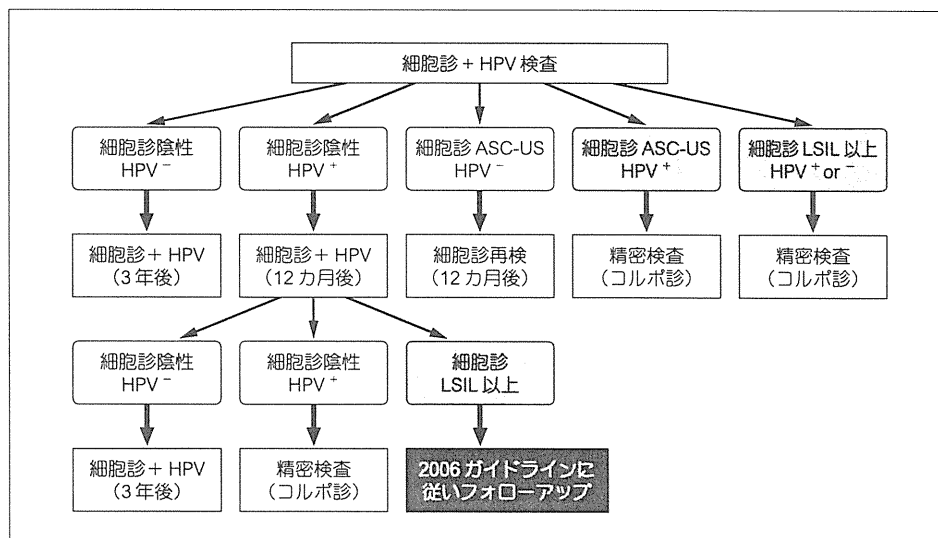 細胞診+HPV 検査
細胞診陰性
HPV⁻
細胞診陰性
HPV⁺
細胞診 ASC-US
HPV⁻
細胞診 ASC-US
HPV⁺
細胞診 LSIL 以上
HPV⁺ or ⁻
細胞診+HPV
(3 年後)
細胞診+HPV
(12 カ月後)
細胞診再検
(12 カ月後)
精密検査
(コルポ診)
精密検査
(コルポ診)
細胞診陰性
HPV⁻
細胞診陰性
HPV⁺
細胞診
LSIL 以上
細胞診+HPV
(3 年後)
精密検査
(コルポ診)
2006 ガイドラインに
従いフォローアップ